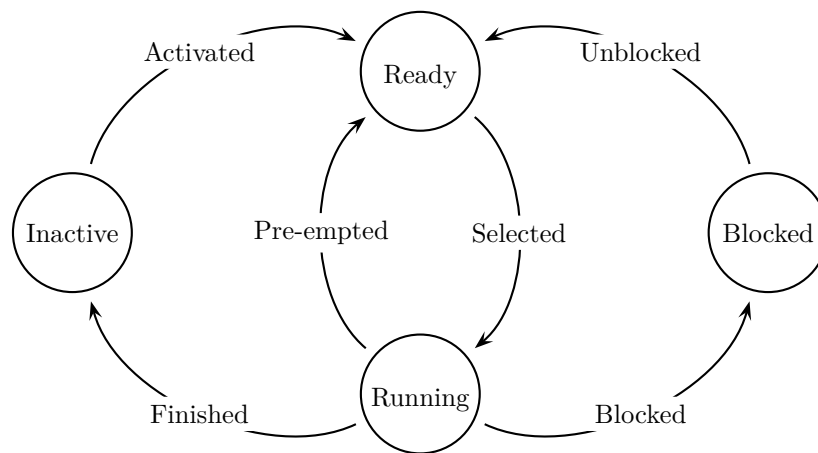 Activated
Unblocked
Ready
Inactive
Pre-empted
Selected
Blocked
Running
Finished
Blocked